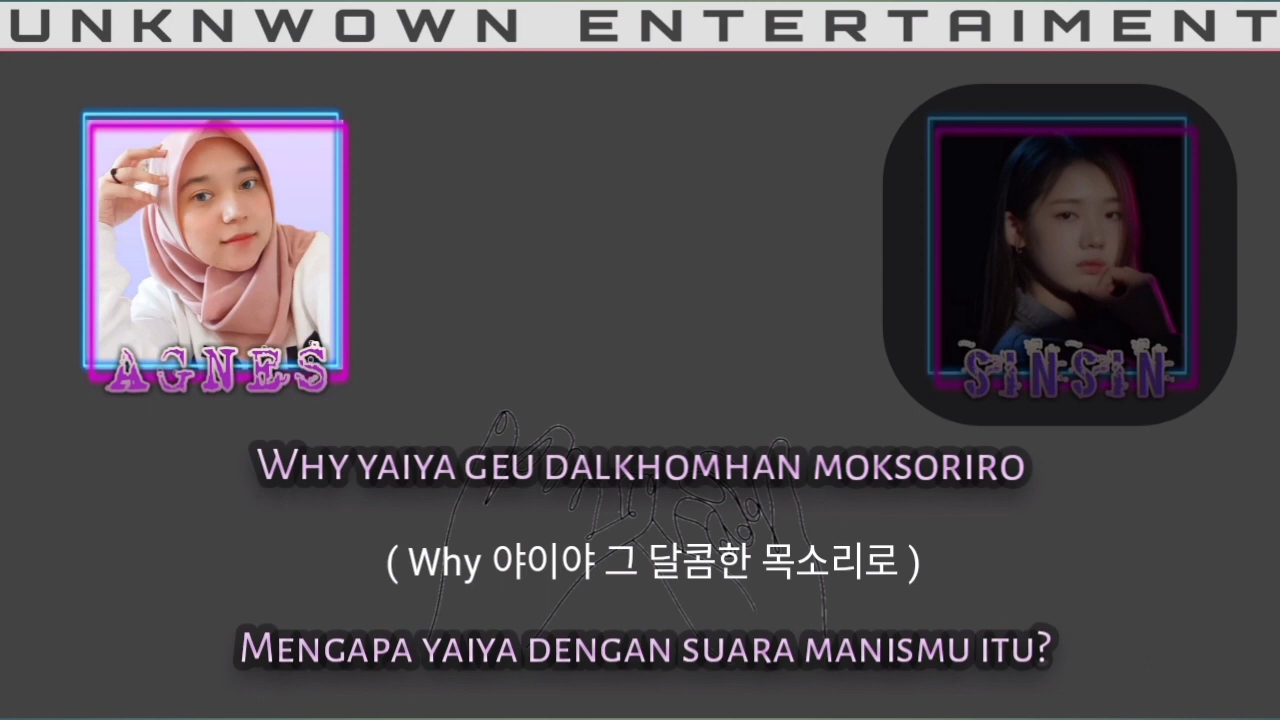 UNKNWOWN ENTERTAIMENT
AGNES
SINSIN
Why yaiya geu dalkhomhan moksoriro
( Why 야이야 그 달콤한 목소리로 )
Mengapa yaiya dengan suara manismu itu?